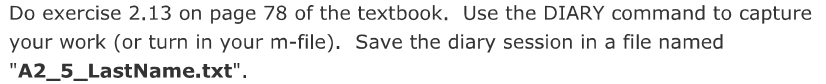 Do exercise 2.13 on page 78 of the textbook.  Use the DIARY command to capture
your work (or turn in your m-file).  Save the diary session in a file named
"A2_5_LastName.txt".